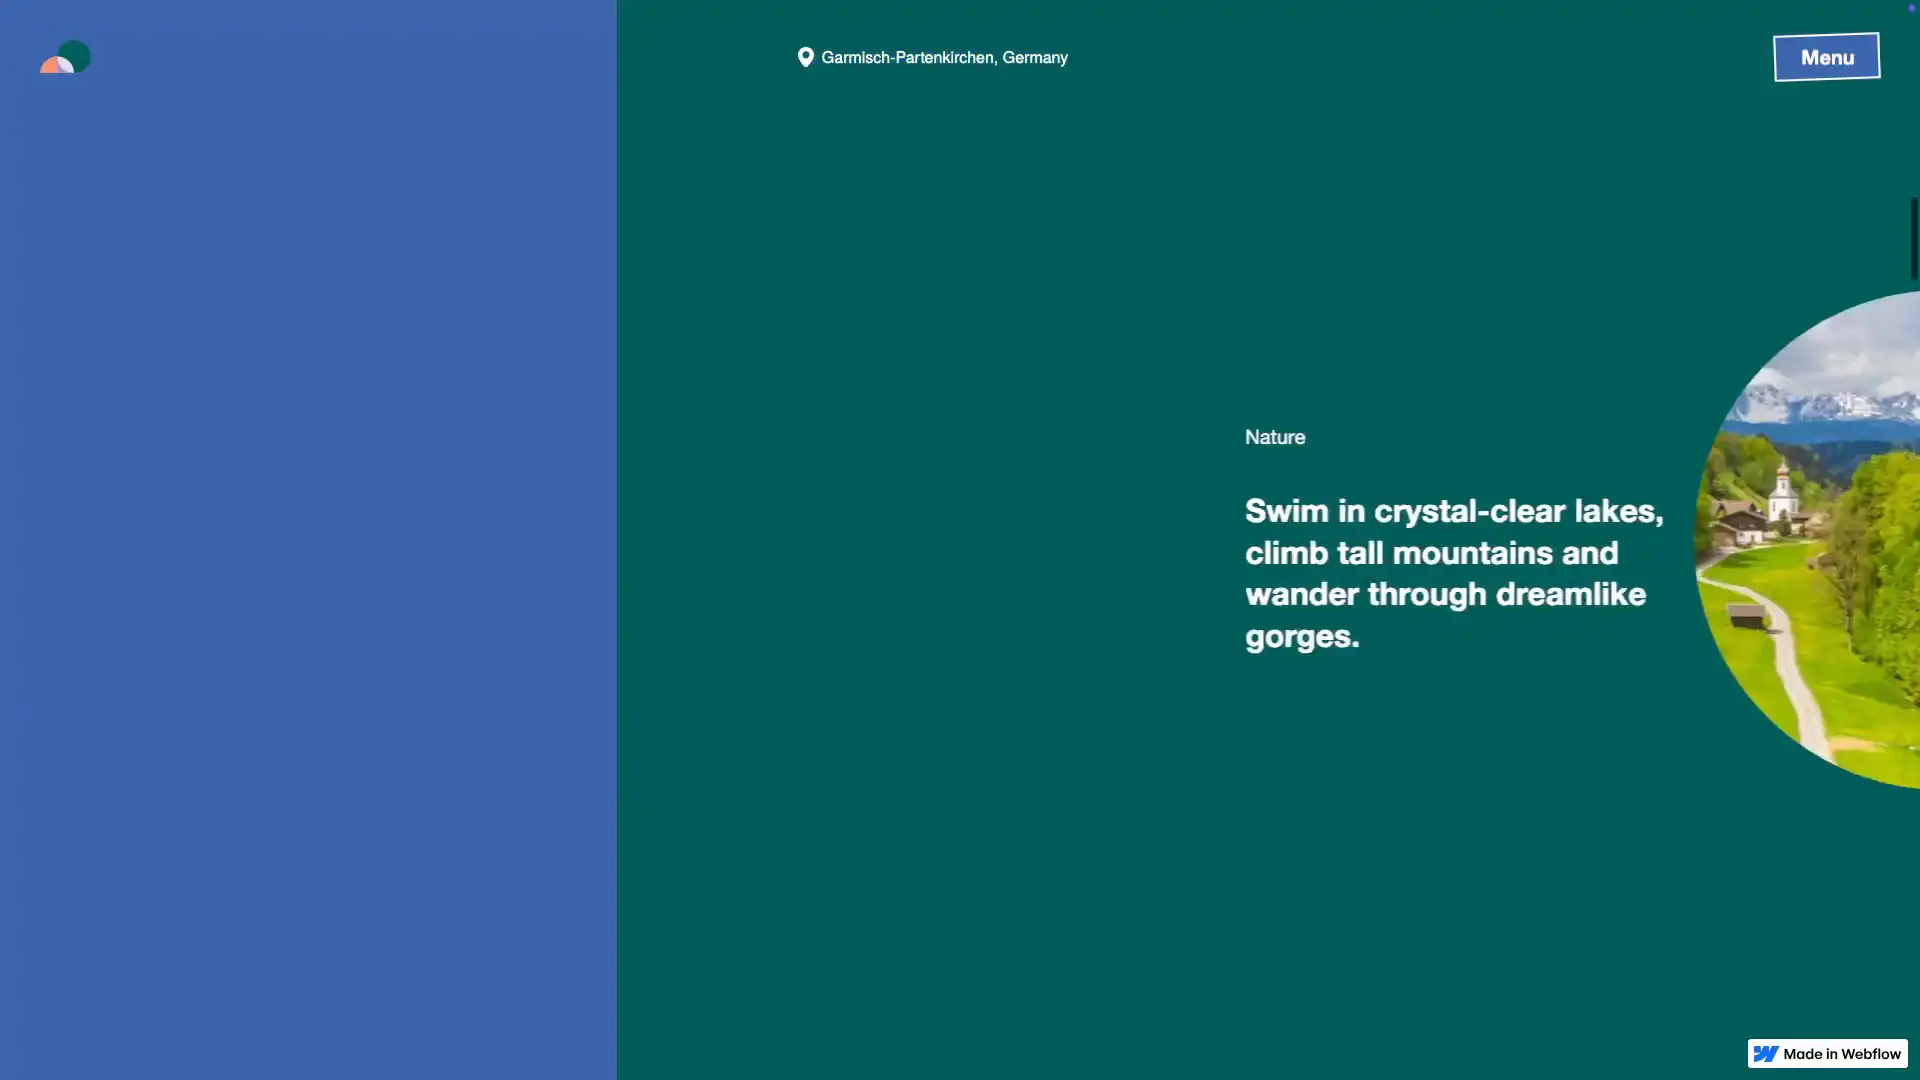 Garmisch-Partenkirchen, Germany
Menu
Nature
Swim in crystal-clear lakes,
climb tall mountains and
wander through dreamlike
gorges.
Made in Webflow